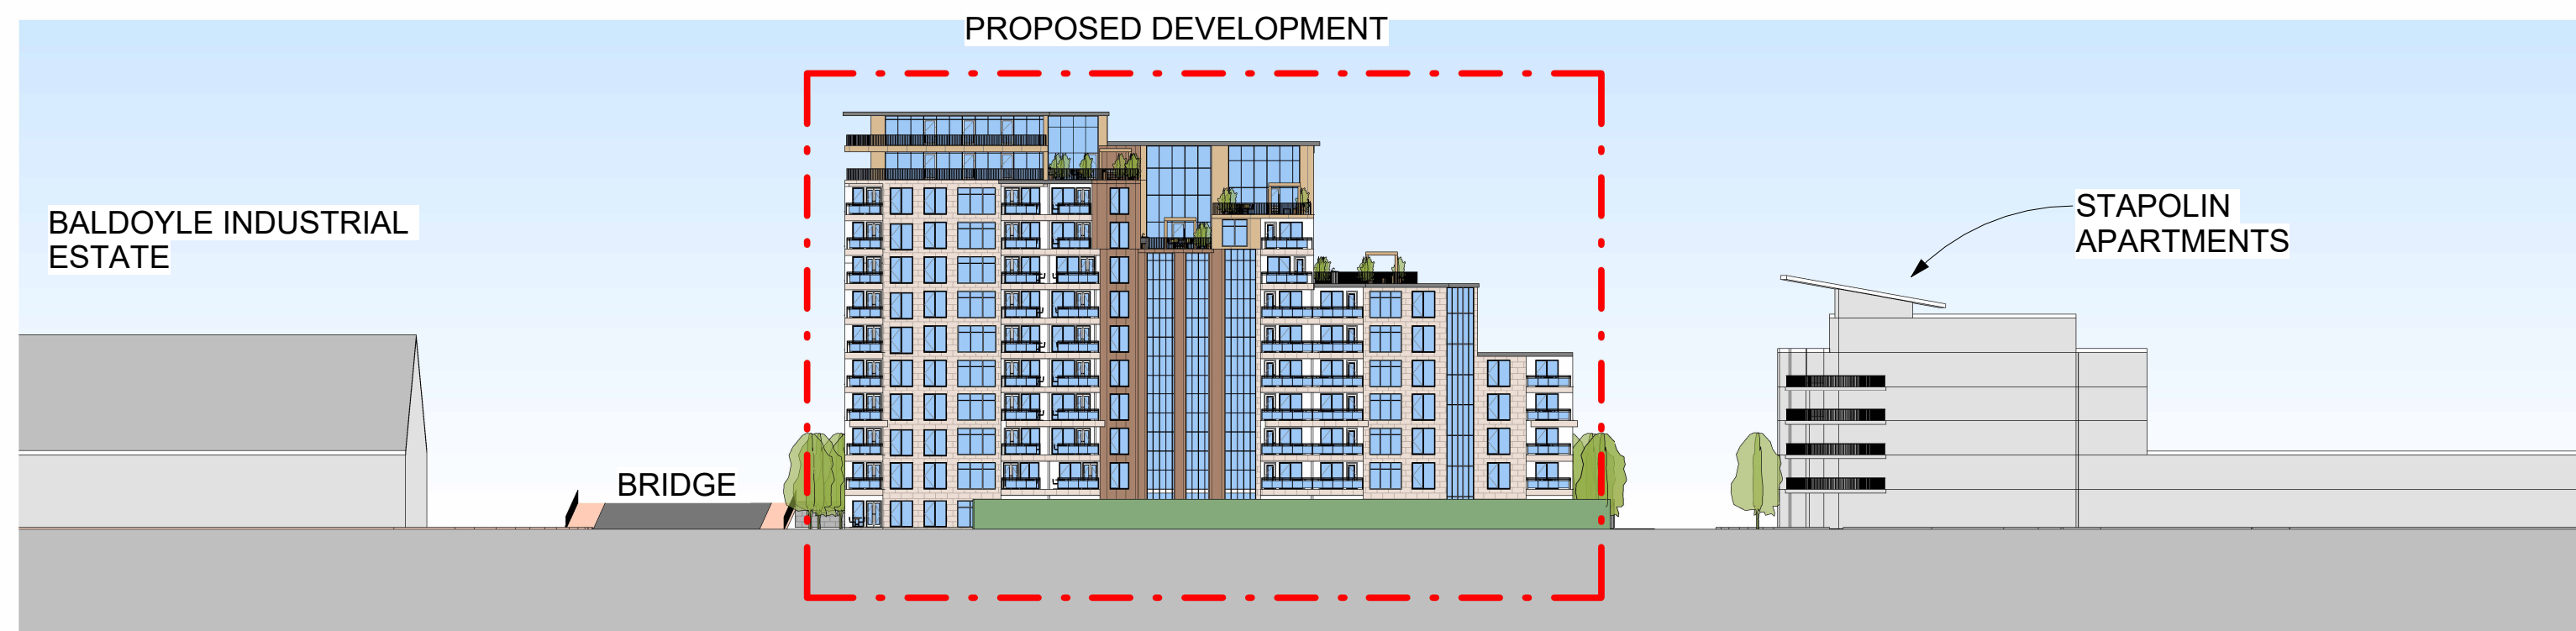 PROPOSED DEVELOPMENT
BALDOYLE INDUSTRIAL
ESTATE
STAPOLIN
APARTMENTS
BRIDGE